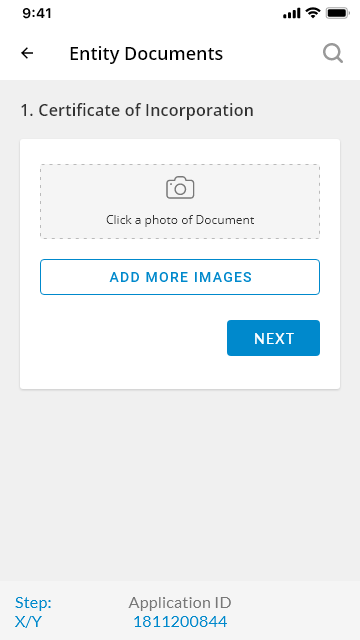 9:41
Entity Documents
1. Certificate of Incorporation
Click a photo of Document
ADD MORE IMAGES
NEXT
Step:
X/Y
Application ID
1811200844